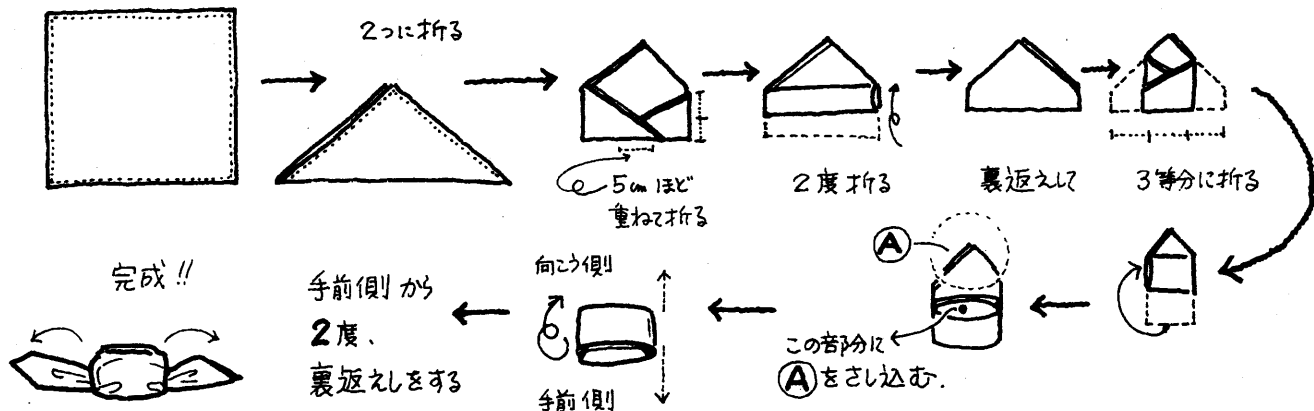 2つに折る
5cmほど
重ねて折る
2度折る
裏返えして
3等分に折る
A
この部分に
Aをさし込む.
向こう側
手前側
手前側から
2度、
裏返えしをする
完成!!